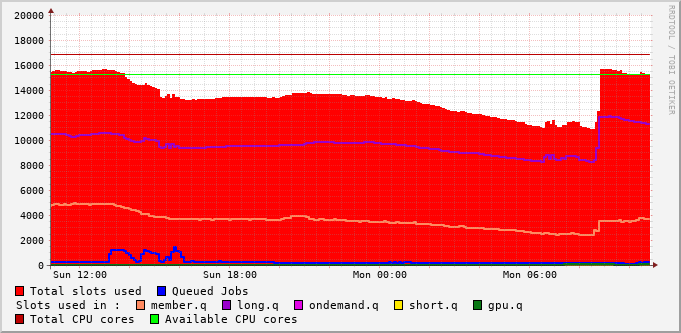 20000
18000
16000
14000
12000
10000
8000
6000
4000
2000
0
Sun 12:00 Sun 18:00 Mon 00:00 Mon 06:00
RRDTOOL / TOBI OETIKER
Total slots used Queued Jobs
Slots used in : member.q long.q ondemand.q short.q gpu.q
Total CPU cores Available CPU cores